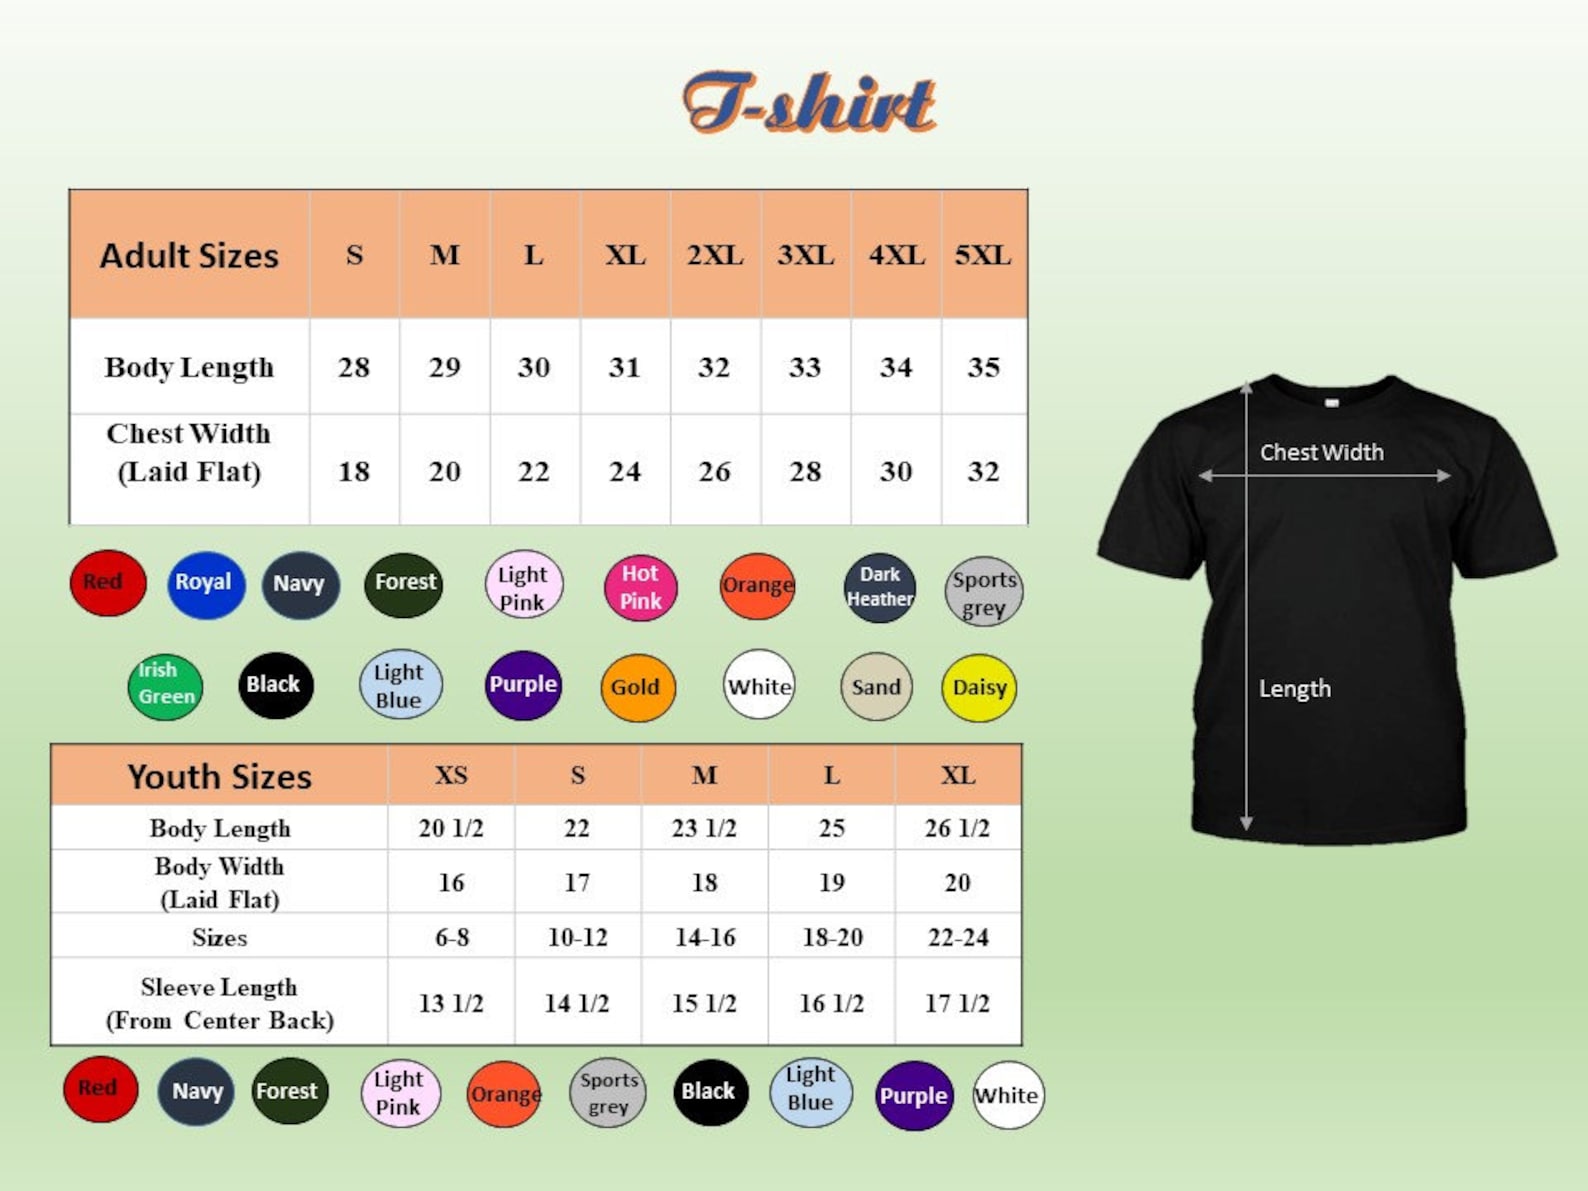 T-shirt
Adult Sizes S M L XL 2XL 3XL 4XL 5XL
Body Length 28 29 30 31 32 33 34 35
Chest Width
(Laid Flat) 18 20 22 24 26 28 30 32
Chest Width
Length
Red Royal Navy Forest Light Pink Hot Pink Orange Dark Heather Sports grey
Irish Green Black Light Blue Purple Gold White Sand Daisy
Youth Sizes XS S M L XL
Body Length 20 1/2 22 23 1/2 25 26 1/2
Body Width
(Laid Flat) 16 17 18 19 20
Sizes 6-8 10-12 14-16 18-20 22-24
Sleeve Length
(From Center Back) 13 1/2 14 1/2 15 1/2 16 1/2 17 1/2
Red Navy Forest Light Pink Orange Sports grey Black Light Blue Purple White